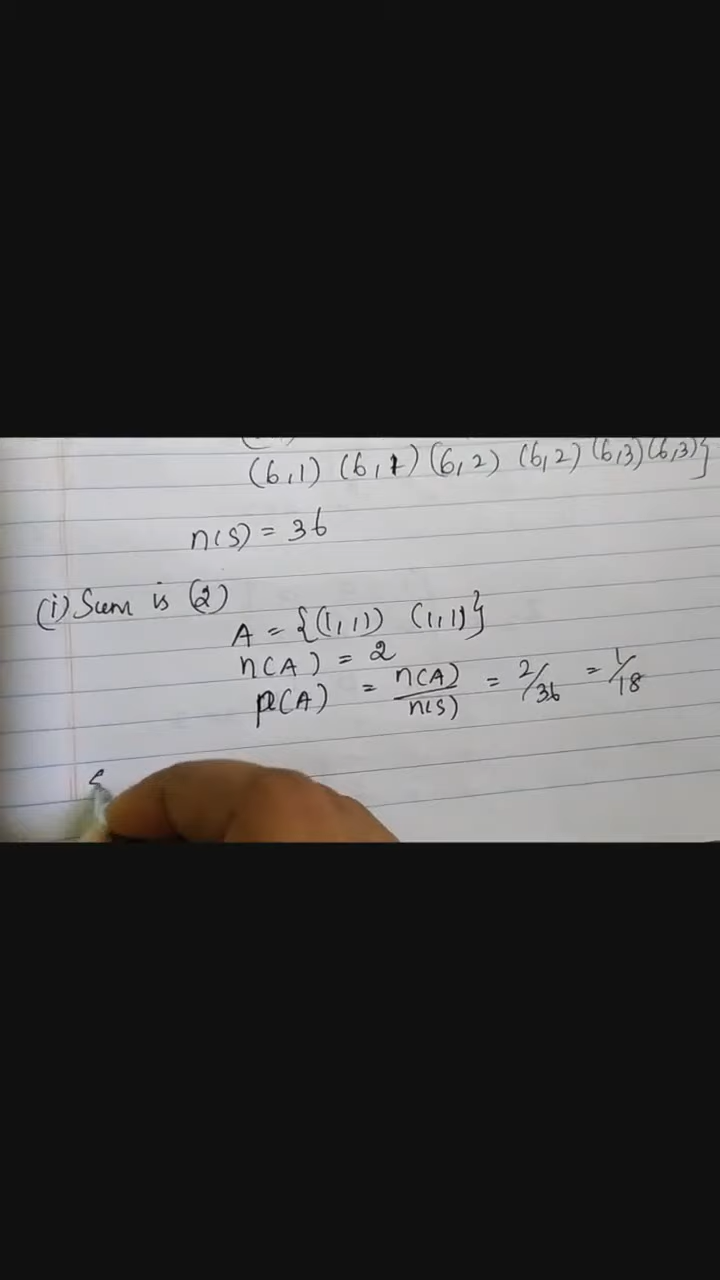 (6,1) (6,1) (6,2) (6,2) (6,3) (6,3)}
n(S) = 36
(i) Sum is (2)
A = {(1,1) (1,1)}
n(A) = 2
P(A) = n(A)/n(S) = 2/36 = 1/18